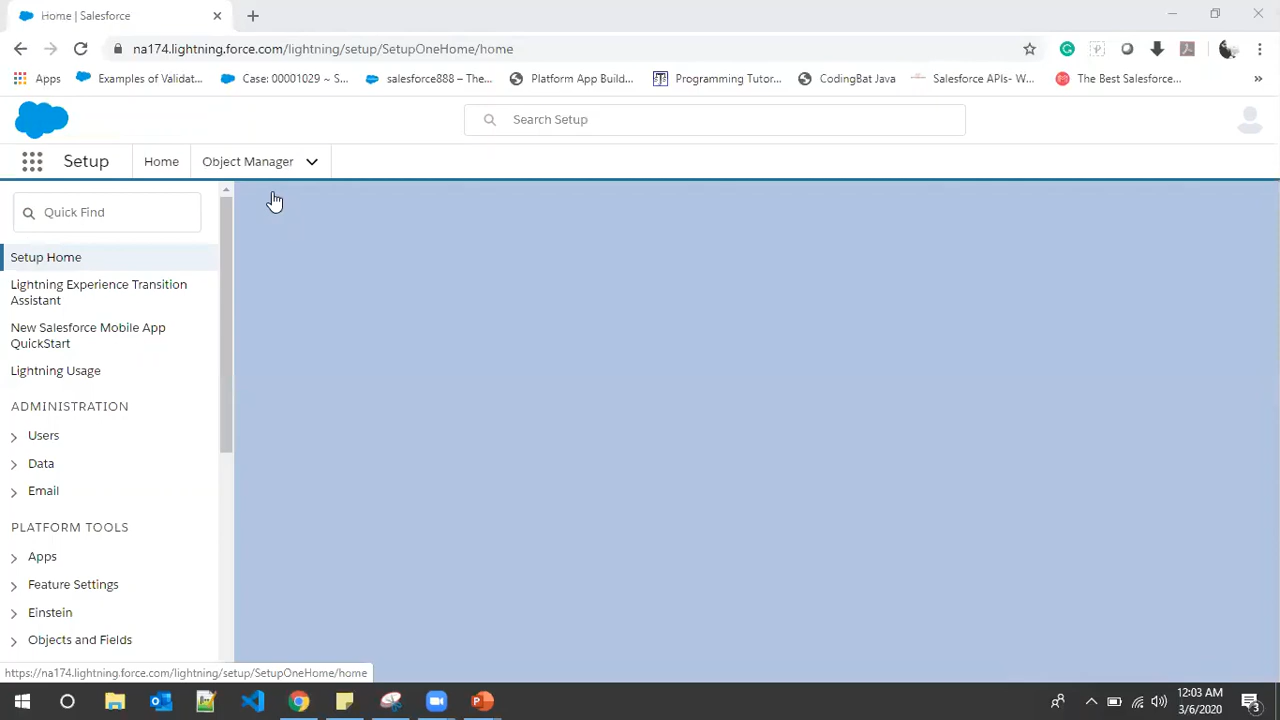 Home | Salesforce
na174.lightning.force.com/lightning/setup/SetupOneHome/home
Apps
Examples of Validat...
Case: 00001029 ~ S...
salesforce888 – The...
Platform App Build...
Programming Tutor...
CodingBat Java
Salesforce APIs- W...
The Best Salesforce...
»
Search Setup
Setup
Home
Object Manager
Quick Find
Setup Home
Lightning Experience Transition
Assistant
New Salesforce Mobile App
QuickStart
Lightning Usage
ADMINISTRATION
Users
Data
Email
PLATFORM TOOLS
Apps
Feature Settings
Einstein
Objects and Fields
https://na174.lightning.force.com/lightning/setup/SetupOneHome/home
12:03 AM
3/6/2020
3